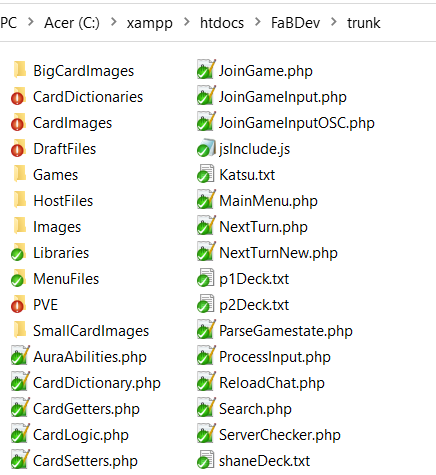 PC > Acer (C:) > xampp > htdocs > FaBDev > trunk
BigCardImages
CardDictionaries
CardImages
DraftFiles
Games
HostFiles
Images
Libraries
MenuFiles
PVE
SmallCardImages
AuraAbilities.php
CardDictionary.php
CardGetters.php
CardLogic.php
CardSetters.php
JoinGame.php
JoinGameInput.php
JoinGameInputOSC.php
jsInclude.js
Katsu.txt
MainMenu.php
NextTurn.php
NextTurnNew.php
p1Deck.txt
p2Deck.txt
ParseGamestate.php
ProcessInput.php
ReloadChat.php
Search.php
ServerChecker.php
shaneDeck.txt